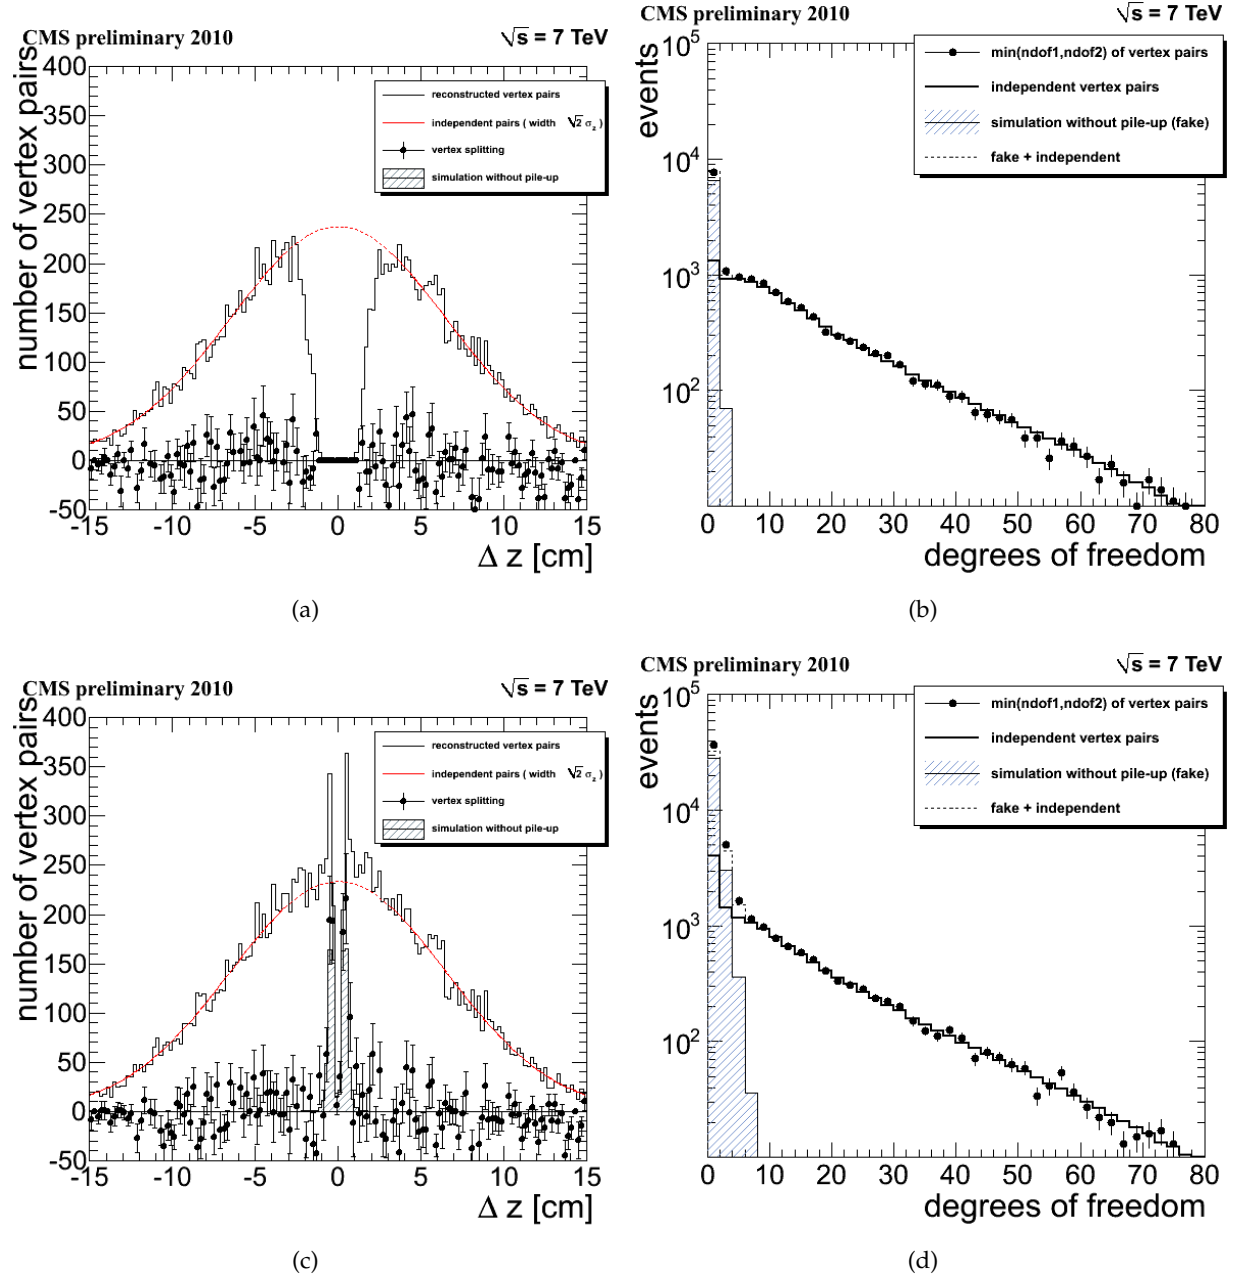 (a)
CMS preliminary 2010
√s = 7 TeV
number of vertex pairs
400
350
300
250
200
150
100
50
0
-50
reconstructed vertex pairs
independent pairs ( width √2 σz )
vertex splitting
simulation without pile-up
-15 -10 -5 0 5 10 15
Δ z [cm]
(a)
(b)
CMS preliminary 2010
√s = 7 TeV
events
10^5
10^4
10^3
10^2
min(ndof1,ndof2) of vertex pairs
independent vertex pairs
simulation without pile-up (fake)
fake + independent
0 10 20 30 40 50 60 70 80
degrees of freedom
(b)
CMS preliminary 2010
√s = 7 TeV
number of vertex pairs
400
350
300
250
200
150
100
50
0
-50
reconstructed vertex pairs
independent pairs ( width √2 σz )
vertex splitting
simulation without pile-up
-15 -10 -5 0 5 10 15
Δ z [cm]
(c)
CMS preliminary 2010
√s = 7 TeV
events
10^5
10^4
10^3
10^2
min(ndof1,ndof2) of vertex pairs
independent vertex pairs
simulation without pile-up (fake)
fake + independent
0 10 20 30 40 50 60 70 80
degrees of freedom
(d)